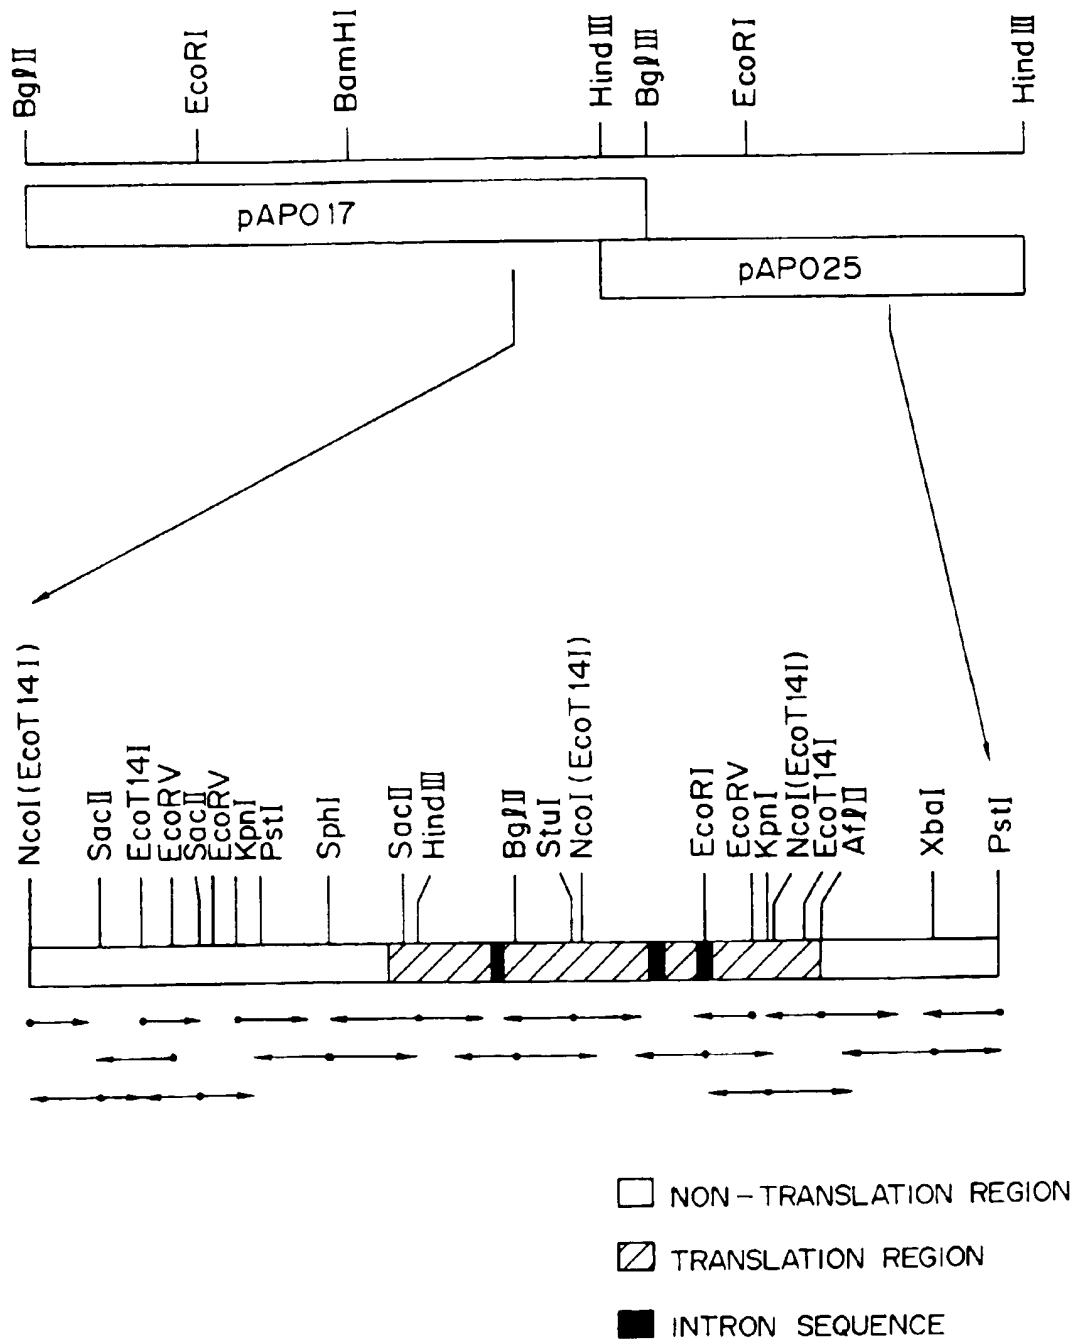 BglII
EcoRI
BamHI
HindIII
BglIII
EcoRI
HindIII
pAPO17
pAPO25
NcoI(EcoT14I)
SacII
EcoT14I
EcoRV
SacII
EcoRV
KpnI
PstI
SphI
SacII
HindIII
BglII
StuI
NcoI(EcoT14I)
EcoRI
EcoRV
KpnI
NcoI(EcoT14I)
EcoT14I
AflII
XbaI
PstI
NON-TRANSLATION REGION
TRANSLATION REGION
INTRON SEQUENCE